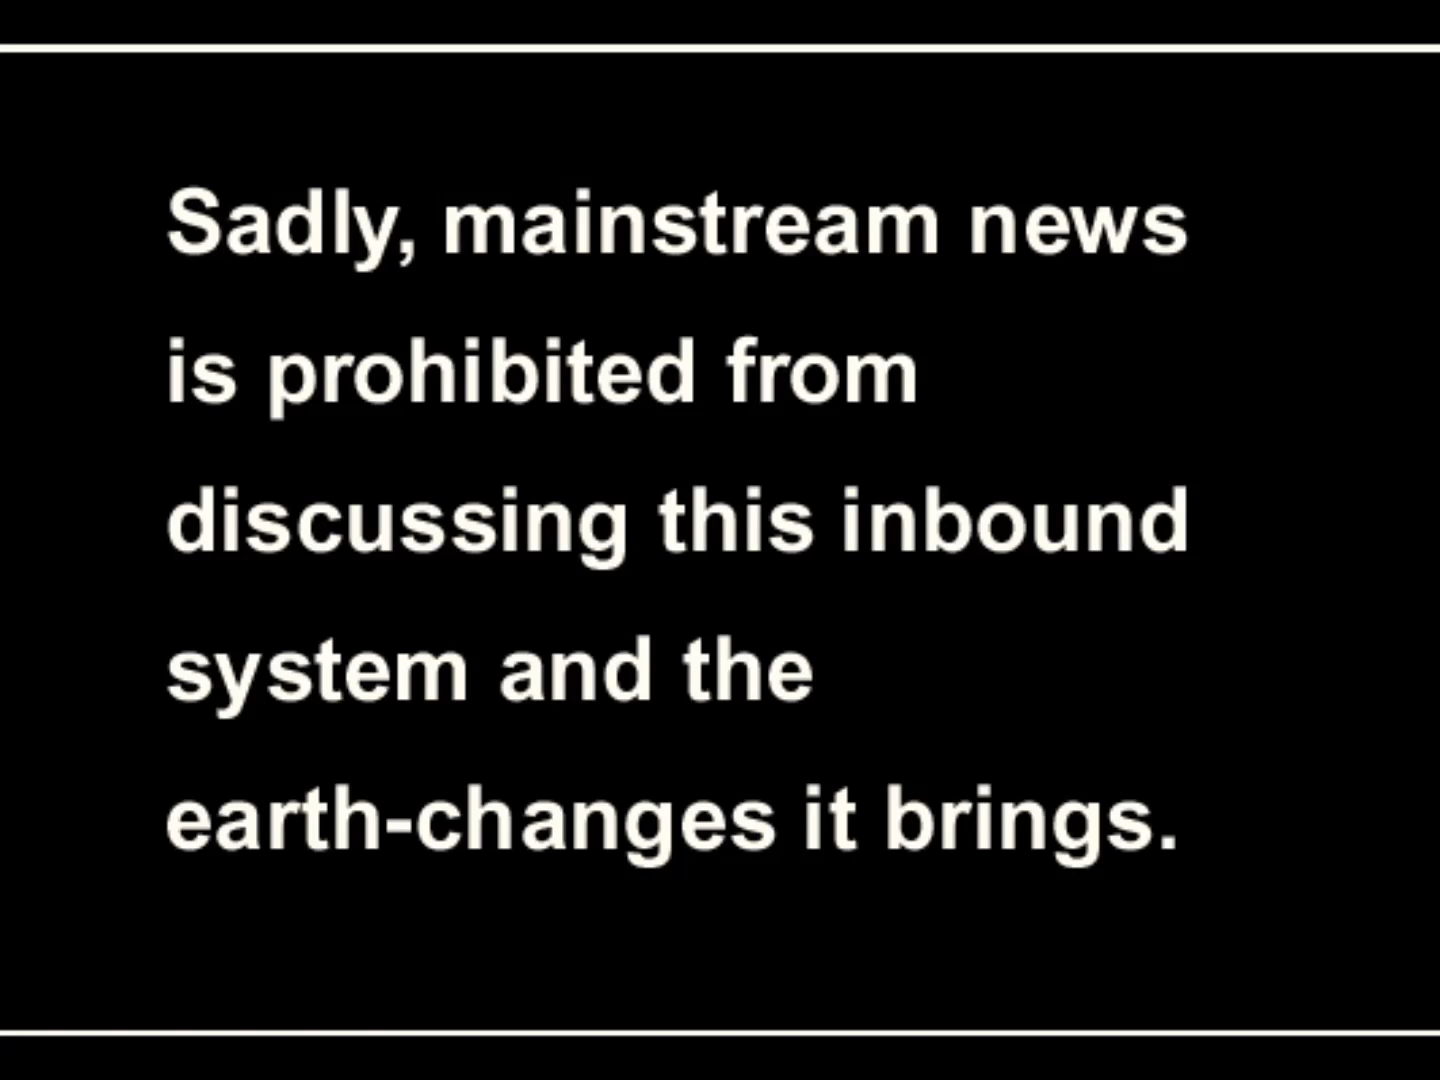 Sadly, mainstream news
is prohibited from
discussing this inbound
system and the
earth-changes it brings.